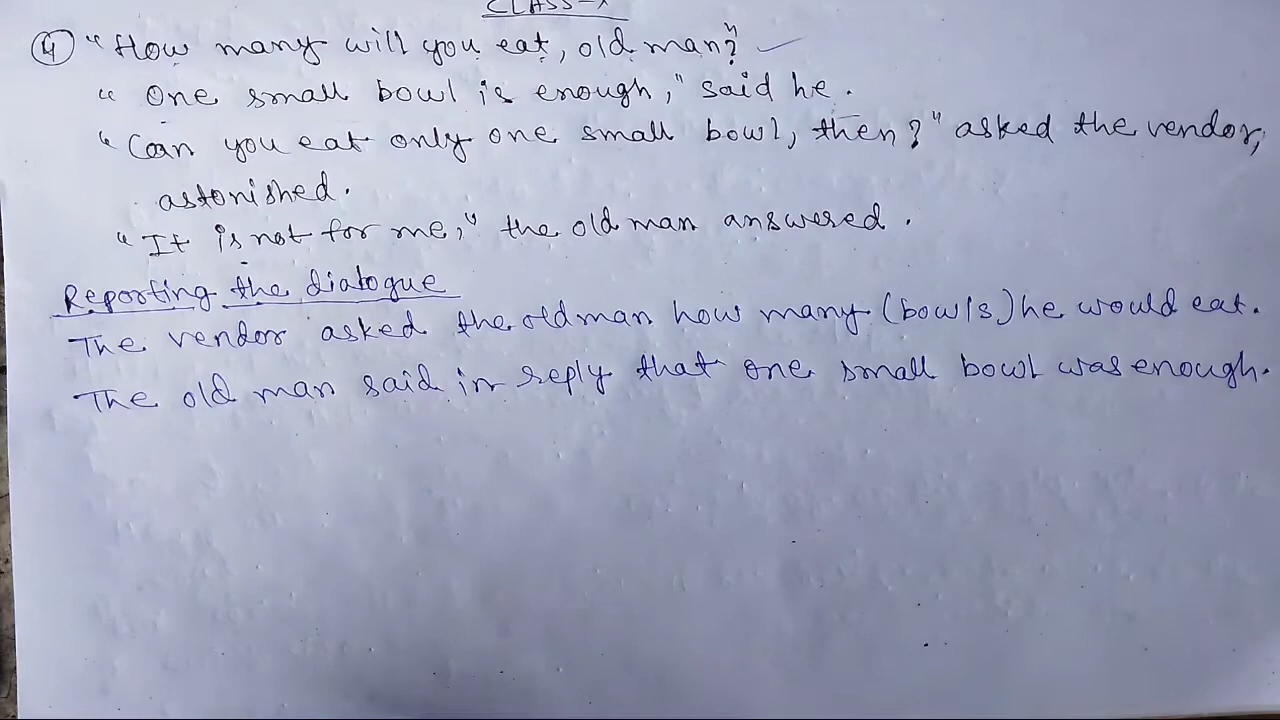 CLASS-X
④ "How many will you eat, old man?"
"One small bowl is enough," said he.
"Can you eat only one small bowl, then?" asked the vendor,
astonished.
"It is not for me," the old man answered.
Reporting the dialogue
The vendor asked the old man how many (bowls) he would eat.
The old man said in reply that one small bowl was enough.